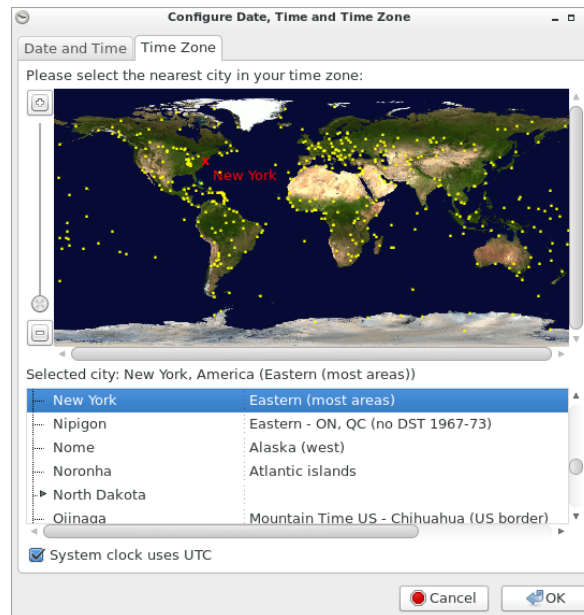 Configure Date, Time and Time Zone
Date and Time Time Zone
Please select the nearest city in your time zone:
New York
Selected city: New York, America (Eastern (most areas))
New York Eastern (most areas)
Nipigon Eastern - ON, QC (no DST 1967-73)
Nome Alaska (west)
Noronha Atlantic islands
North Dakota
Ojinaga Mountain Time US - Chihuahua (US border)
System clock uses UTC
Cancel OK